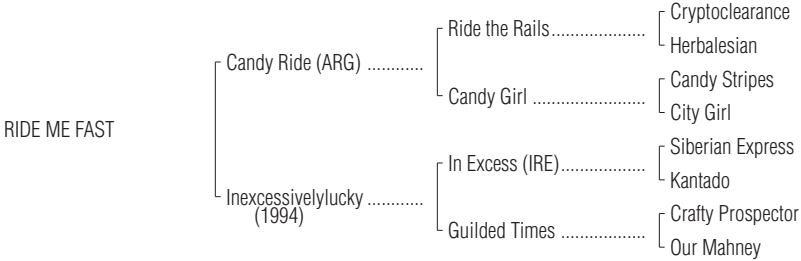 Cryptoclearance
Ride the Rails.....................
Herbalesian
Candy Ride (ARG) ............
Candy Stripes
Candy Girl .........................
City Girl
RIDE ME FAST
Siberian Express
In Excess (IRE)...................
Kantado
Inexcessivelylucky ............
(1994)
Crafty Prospector
Guilded Times ...................
Our Mahney